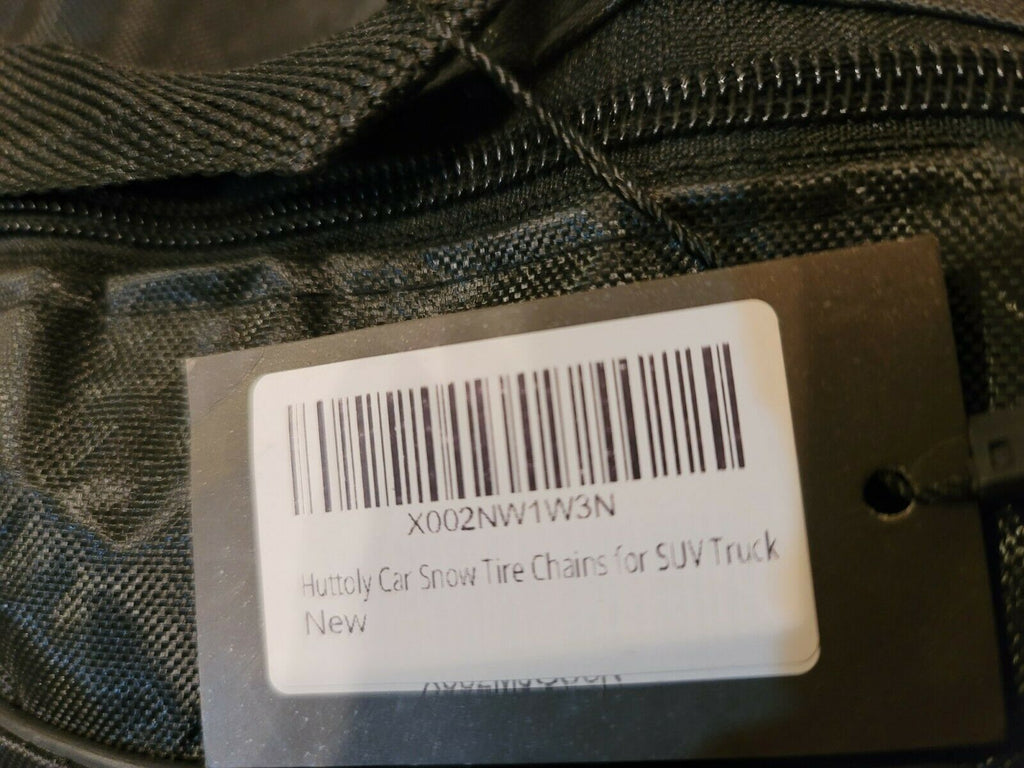 X002NW1W3N
Huttoly Car Snow Tire Chains for SUV Truck
New